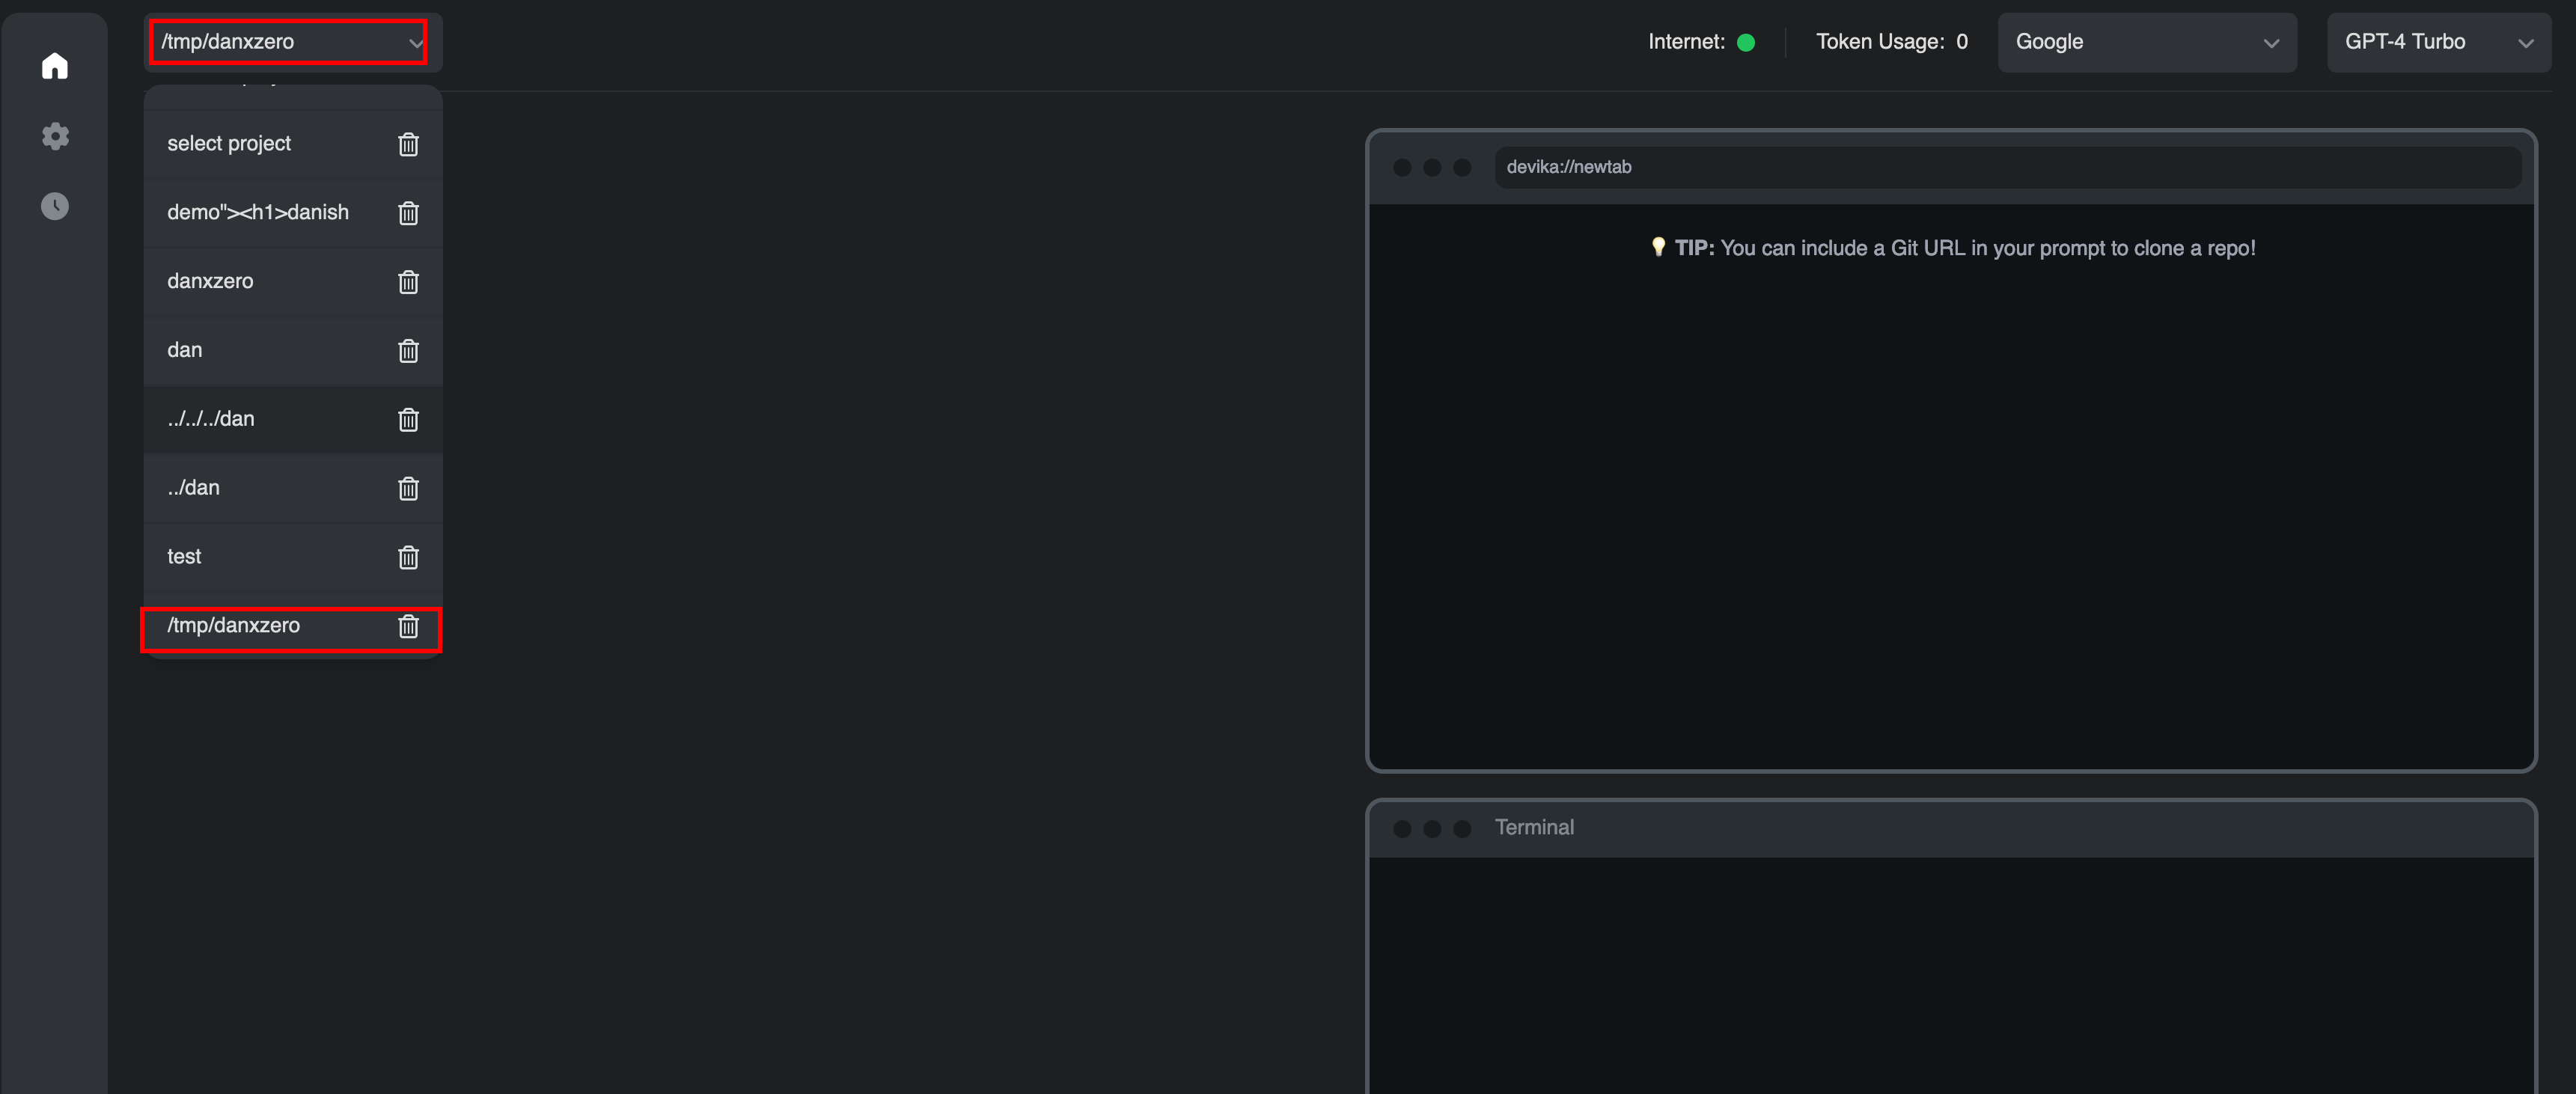 /tmp/danxzero
Internet:
Token Usage: 0
Google
GPT-4 Turbo
select project
demo"><h1>danish
danxzero
dan
../../../dan
../dan
test
/tmp/danxzero
devika://newtab
💡 TIP: You can include a Git URL in your prompt to clone a repo!
Terminal